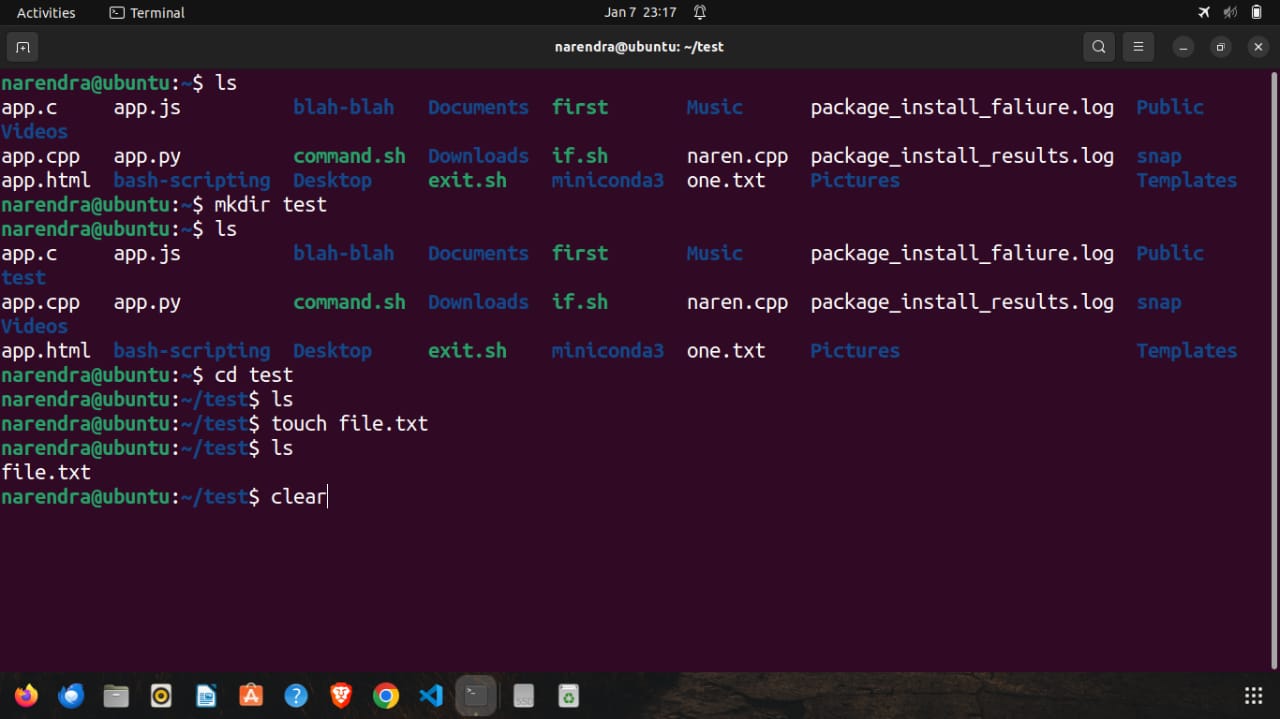 Activities Terminal Jan 7 23:17
narendra@ubuntu: ~/test
narendra@ubuntu:~$ ls
app.c app.js blah-blah Documents first Music package_install_faliure.log Public
Videos
app.cpp app.py command.sh Downloads if.sh naren.cpp package_install_results.log snap
app.html bash-scripting Desktop exit.sh miniconda3 one.txt Pictures Templates
narendra@ubuntu:~$ mkdir test
narendra@ubuntu:~$ ls
app.c app.js blah-blah Documents first Music package_install_faliure.log Public
test
app.cpp app.py command.sh Downloads if.sh naren.cpp package_install_results.log snap
Videos
app.html bash-scripting Desktop exit.sh miniconda3 one.txt Pictures Templates
narendra@ubuntu:~$ cd test
narendra@ubuntu:~/test$ ls
narendra@ubuntu:~/test$ touch file.txt
narendra@ubuntu:~/test$ ls
file.txt
narendra@ubuntu:~/test$ clear
SSD